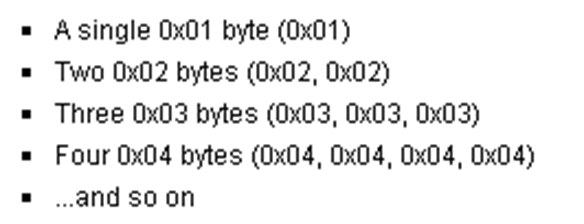 ▪ A single 0x01 byte (0x01)
▪ Two 0x02 bytes (0x02, 0x02)
▪ Three 0x03 bytes (0x03, 0x03, 0x03)
▪ Four 0x04 bytes (0x04, 0x04, 0x04, 0x04)
▪ ...and so on